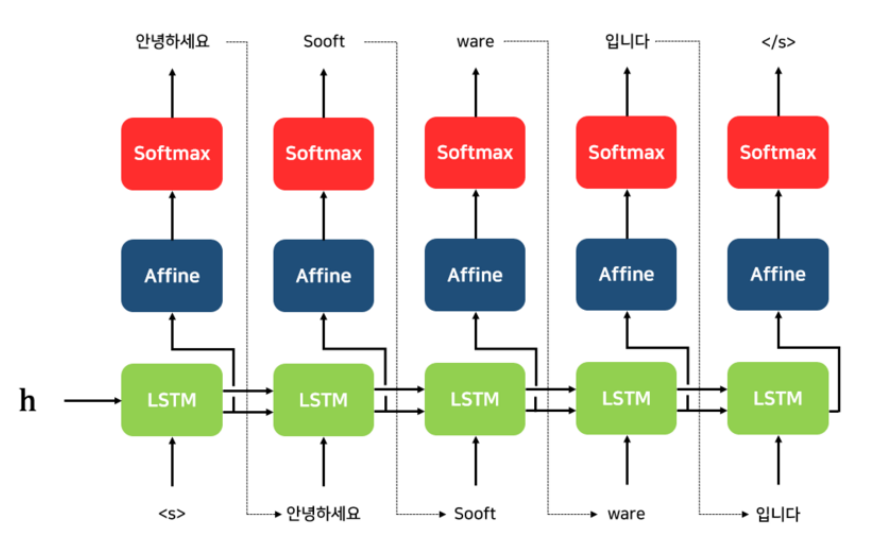 안녕하세요 Sooft ware 입니다 </s>
Softmax Softmax Softmax Softmax Softmax
Affine Affine Affine Affine Affine
h LSTM LSTM LSTM LSTM LSTM
<s> 안녕하세요 Sooft ware 입니다